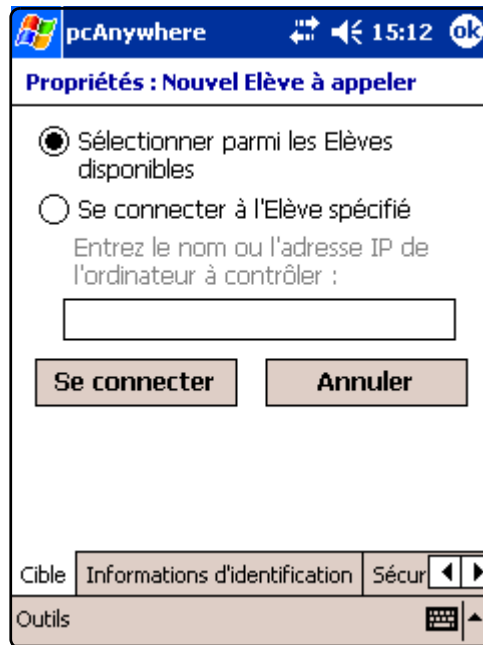 pcAnywhere 15:12 ok
Propriétés : Nouvel Elève à appeler
Sélectionner parmi les Elèves
disponibles
Se connecter à l'Elève spécifié
Entrez le nom ou l'adresse IP de
l'ordinateur à contrôler :
Se connecter Annuler
Cible Informations d'identification Sécur
Outils